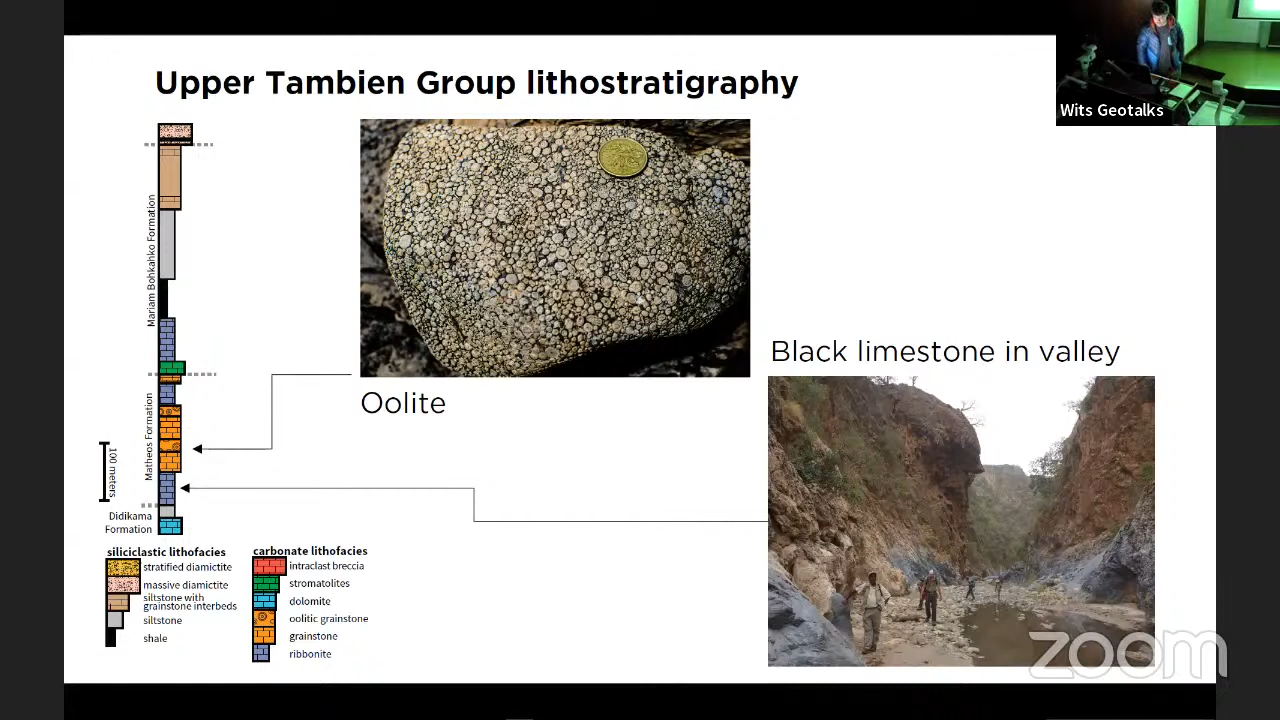 Upper Tambien Group lithostratigraphy
Wits Geotalks
Mariam Bohkahko Formation
Oolite
Black limestone in valley
Matheos Formation
100 meters
Didikama
Formation
siliciclastic lithofacies
stratified diamictite
massive diamictite
siltstone with
grainstone interbeds
siltstone
shale
carbonate lithofacies
intraclast breccia
stromatolites
dolomite
oolitic grainstone
grainstone
ribbonite
zoom